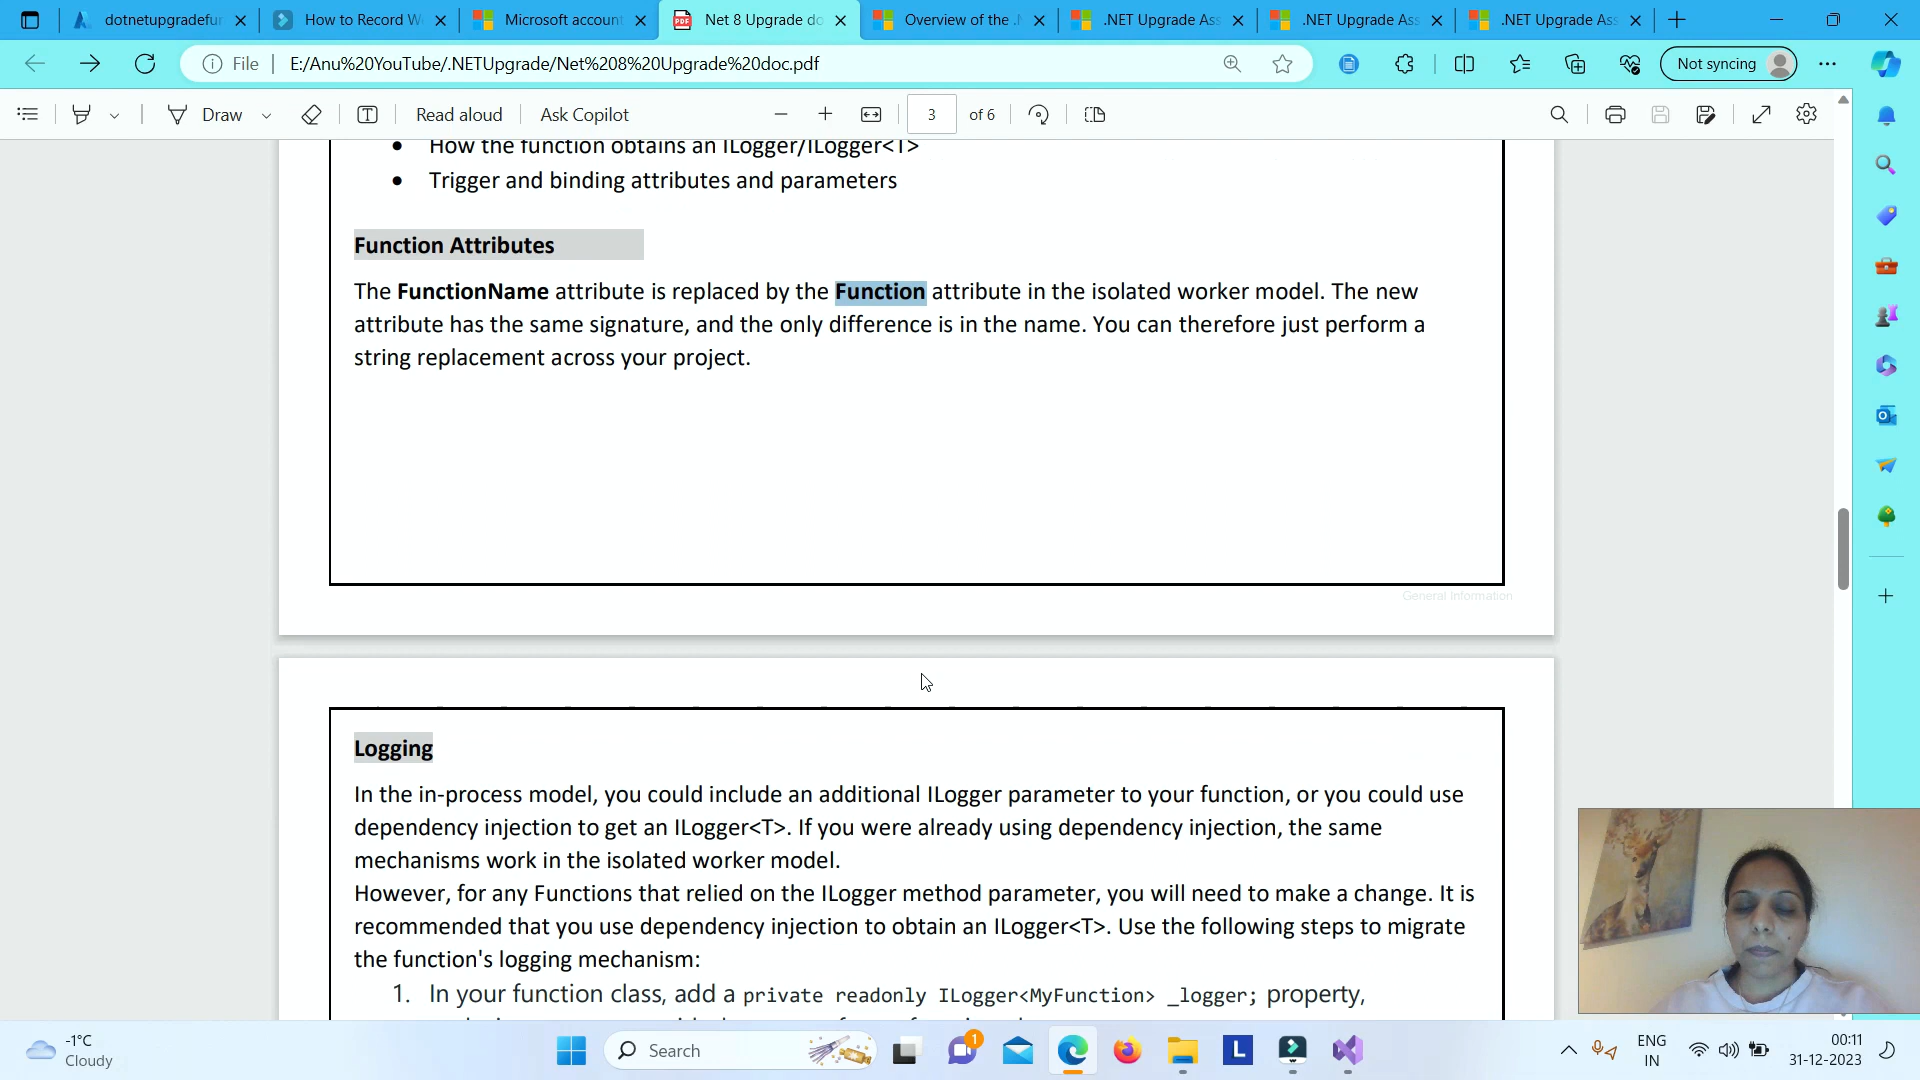 dotnetupgradefur
How to Record W
Microsoft account
Net 8 Upgrade do
Overview of the .
.NET Upgrade Ass
.NET Upgrade Ass
.NET Upgrade Ass
File
E:/Anu%20YouTube/.NETUpgrade/Net%208%20Upgrade%20doc.pdf
Not syncing
Draw
Read aloud
Ask Copilot
3
of 6
• How the function obtains an ILogger/ILogger<T>
• Trigger and binding attributes and parameters
Function Attributes
The FunctionName attribute is replaced by the Function attribute in the isolated worker model. The new
attribute has the same signature, and the only difference is in the name. You can therefore just perform a
string replacement across your project.
General Information
Logging
In the in-process model, you could include an additional ILogger parameter to your function, or you could use
dependency injection to get an ILogger<T>. If you were already using dependency injection, the same
mechanisms work in the isolated worker model.
However, for any Functions that relied on the ILogger method parameter, you will need to make a change. It is
recommended that you use dependency injection to obtain an ILogger<T>. Use the following steps to migrate
the function's logging mechanism:
1. In your function class, add a private readonly ILogger<MyFunction> _logger; property,
-1°C
Cloudy
Search
1
L
ENG
IN
00:11
31-12-2023